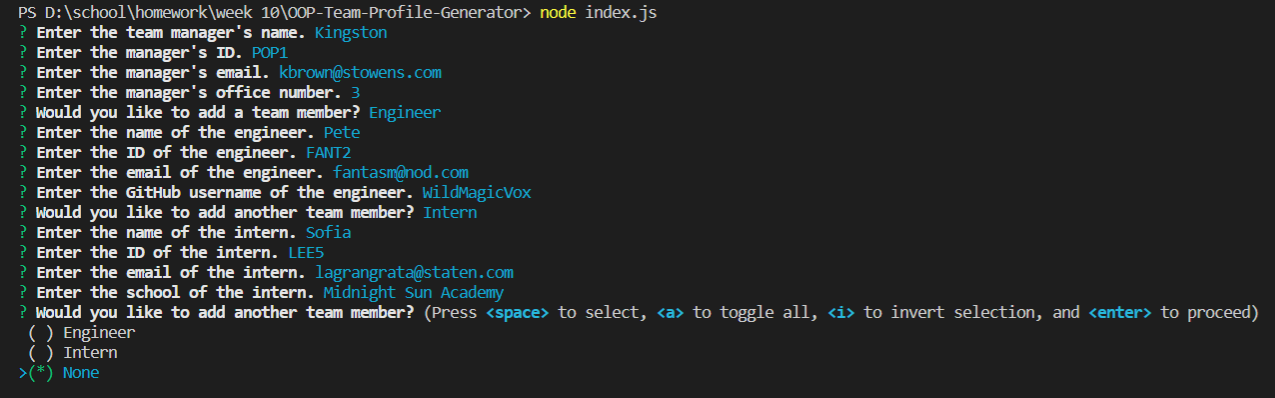 PS D:\school\homework\week 10\OOP-Team-Profile-Generator> node index.js
? Enter the team manager's name. Kingston
? Enter the manager's ID. POP1
? Enter the manager's email. kbrown@stowens.com
? Enter the manager's office number. 3
? Would you like to add a team member? Engineer
? Enter the name of the engineer. Pete
? Enter the ID of the engineer. FANT2
? Enter the email of the engineer. fantasm@nod.com
? Enter the GitHub username of the engineer. WildMagicVox
? Would you like to add another team member? Intern
? Enter the name of the intern. Sofia
? Enter the ID of the intern. LEE5
? Enter the email of the intern. lagrangrata@staten.com
? Enter the school of the intern. Midnight Sun Academy
? Would you like to add another team member? (Press <space> to select, <a> to toggle all, <i> to invert selection, and <enter> to proceed)
( ) Engineer
( ) Intern
>(*) None